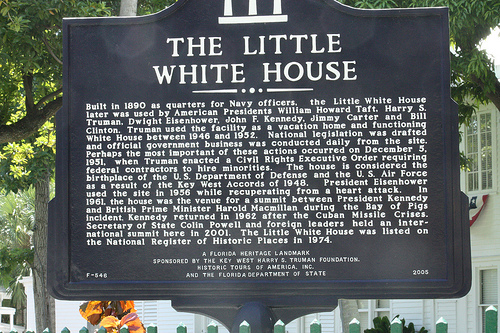 THE LITTLE
WHITE HOUSE
Built in 1890 as quarters for Navy officers, the Little White House
later was used by American Presidents William Howard Taft, Harry S.
Truman, Dwight Eisenhower, John F. Kennedy, Jimmy Carter and Bill
Clinton. Truman used the facility as a vacation home and functioning
White House between 1946 and 1952. National legislation was drafted
and official government business was conducted daily from the site.
Perhaps the most important of these actions occurred on December 3,
1951, when Truman enacted a Civil Rights Executive Order requiring
federal contractors to hire minorities. The house is considered the
birthplace of the U.S. Department of Defense and the U.S. Air Force
as a result of the Key West Accords of 1948. President Eisenhower
used the site in 1956 while recuperating from a heart attack. In
1961, the house was the venue for a summit between President Kennedy
and British Prime Minister Harold Macmillan during the Bay of Pigs
incident. Kennedy returned in 1962 after the Cuban Missile Crises.
Secretary of State Colin Powell and foreign leaders held an inter-
national summit here in 2001. The Little White House was listed on
the National Register of Historic Places in 1974.
A FLORIDA HERITAGE LANDMARK
SPONSORED BY THE KEY WEST HARRY S. TRUMAN FOUNDATION,
HISTORIC TOURS OF AMERICA, INC.
F-546 AND THE FLORIDA DEPARTMENT OF STATE 2005